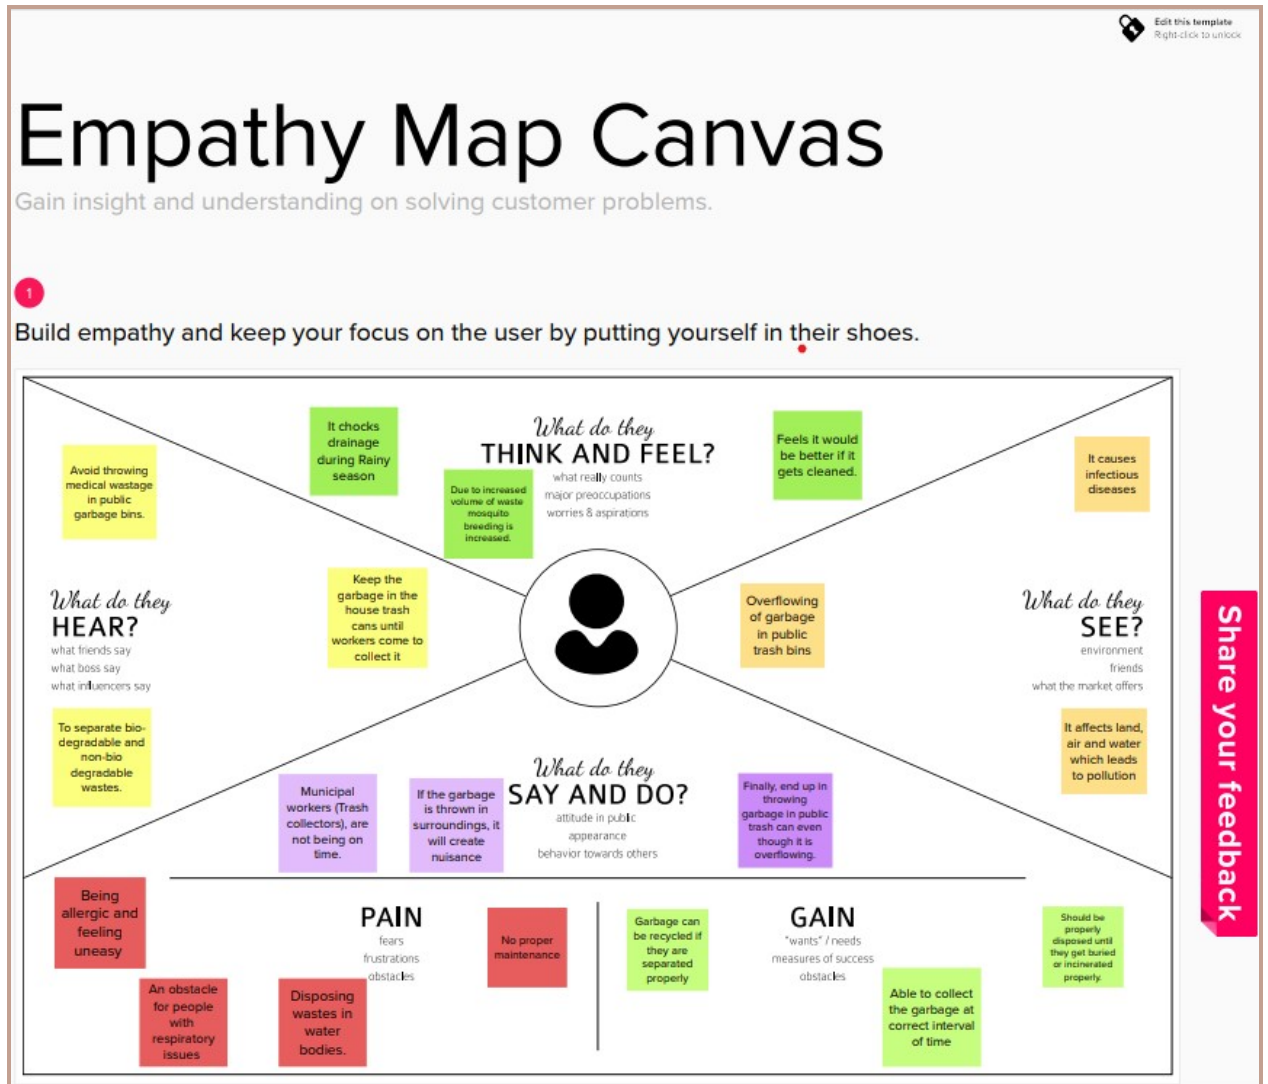 Edit this template
Right-click to unlock
Empathy Map Canvas
Gain insight and understanding on solving customer problems.
1
Build empathy and keep your focus on the user by putting yourself in their shoes.
What do they
THINK AND FEEL?
what really counts
major preoccupations
worries & aspirations
It chocks
drainage
during Rainy
season
Due to increased
volume of waste
mosquito
breeding is
increased.
Feels it would
be better if it
gets cleaned.
Avoid throwing
medical wastage
in public
garbage bins.
What do they
HEAR?
what friends say
what boss say
what influencers say
Keep the
garbage in the
house trash
cans until
workers come to
collect it
To separate bio-
degradable and
non-bio
degradable
wastes.
It causes
infectious
diseases
Overflowing
of garbage
in public
trash bins
What do they
SEE?
environment
friends
what the market offers
It affects land,
air and water
which leads
to pollution
Share your feedback
What do they
SAY AND DO?
attitude in public
appearance
behavior towards others
Municipal
workers (Trash
collectors), are
not being on
time.
If the garbage
is thrown in
surroundings, it
will create
nuisance
Finally, end up in
throwing
garbage in public
trash can even
though it is
overflowing.
PAIN
fears
frustrations
obstacles
Being
allergic and
feeling
uneasy
An obstacle
for people
with
respiratory
issues
Disposing
wastes in
water
bodies.
No proper
maintenance
GAIN
"wants" / needs
measures of success
obstacles
Garbage can
be recycled if
they are
separated
properly
Able to collect
the garbage at
correct interval
of time
Should be
properly
disposed until
they get buried
or incinerated
properly.